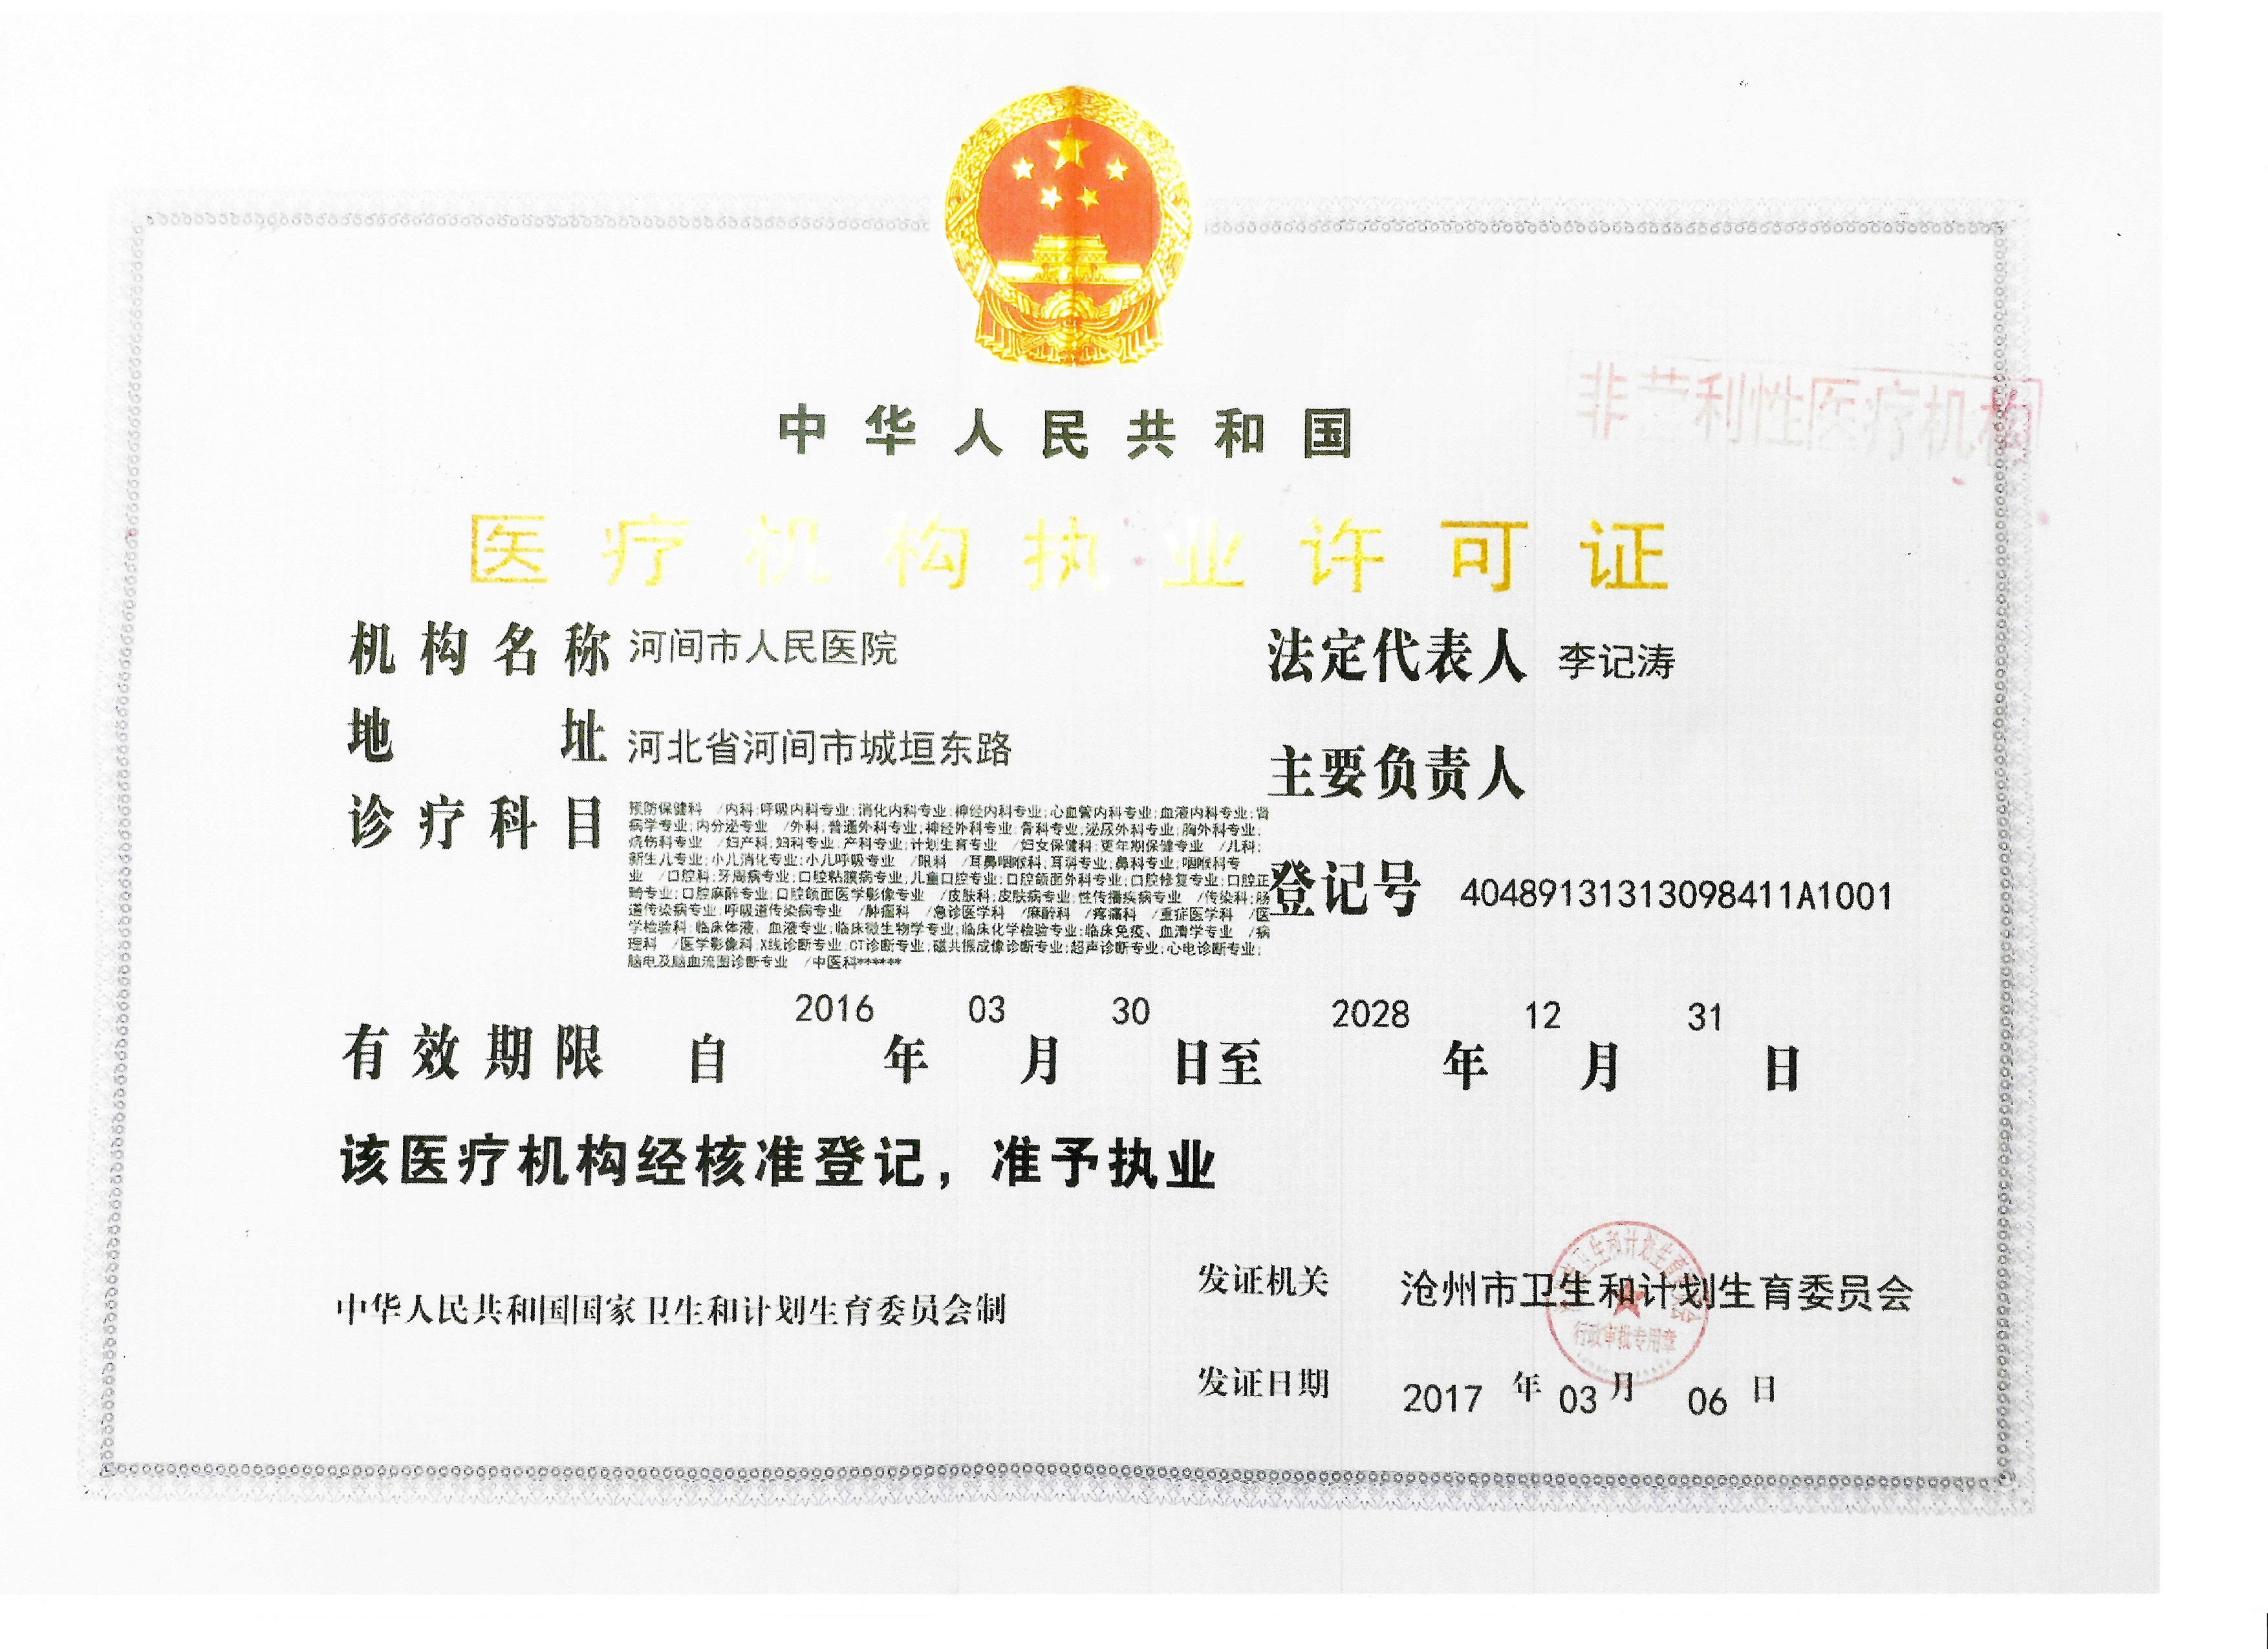 非营利性医疗机构
中华人民共和国
医疗机构执业许可证
机构名称 河间市人民医院
法定代表人 李记涛
地址 河北省河间市城垣东路
主要负责人
诊疗科目
预防保健科 /内科;呼吸内科专业;消化内科专业;神经内科专业;心血管内科专业;血液内科专业;肾
病学专业;内分泌专业 /外科;普通外科专业;神经外科专业;骨科专业;泌尿外科专业;胸外科专业;
烧伤科专业 /妇产科;妇科专业;产科专业;计划生育专业 /妇女保健科;更年期保健专业 /儿科;
新生儿专业;小儿消化专业;小儿呼吸专业 /眼科 /耳鼻咽喉科;耳科专业;鼻科专业;咽喉科专
业 /口腔科;牙周病专业;口腔粘膜病专业;儿童口腔专业;口腔颌面外科专业;口腔修复专业;口腔正
畸专业;口腔麻醉专业;口腔颌面医学影像专业 /皮肤科;皮肤病专业;性传播疾病专业 /传染科;肠
道传染病专业;呼吸道传染病专业 /肿瘤科 /急诊医学科 /麻醉科 /疼痛科 /重症医学科 /医
学检验科;临床体液、血液专业;临床微生物学专业;临床化学检验专业;临床免疫、血清学专业 /病
理科 /医学影像科;X线诊断专业;CT诊断专业;磁共振成像诊断专业;超声诊断专业;心电诊断专业;
脑电及脑血流图诊断专业 /中医科******
登记号 40489131313098411A1001
有效期限 自 2016 年 03 月 30 日至 2028 年 12 月 31 日
该医疗机构经核准登记，准予执业
中华人民共和国国家卫生和计划生育委员会制
发证机关 沧州市卫生和计划生育委员会
行政审批专用章
发证日期 2017 年 03 月 06 日